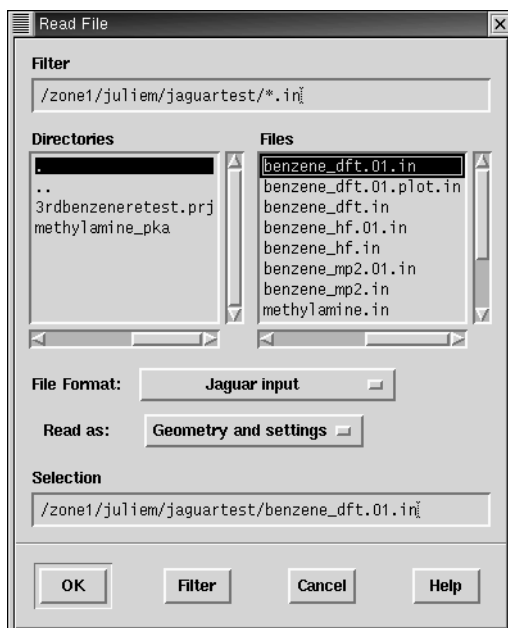 Read File
Filter
/zone1/juliem/jaguartest/*.in
Directories
.
..
3rdbenzeneretest.prj
methylamine_pka
Files
benzene_dft.01.in
benzene_dft.01.plot.in
benzene_dft.in
benzene_hf.01.in
benzene_hf.in
benzene_mp2.01.in
benzene_mp2.in
methylamine.in
File Format: Jaguar input
Read as: Geometry and settings
Selection
/zone1/juliem/jaguartest/benzene_dft.01.in
OK Filter Cancel Help